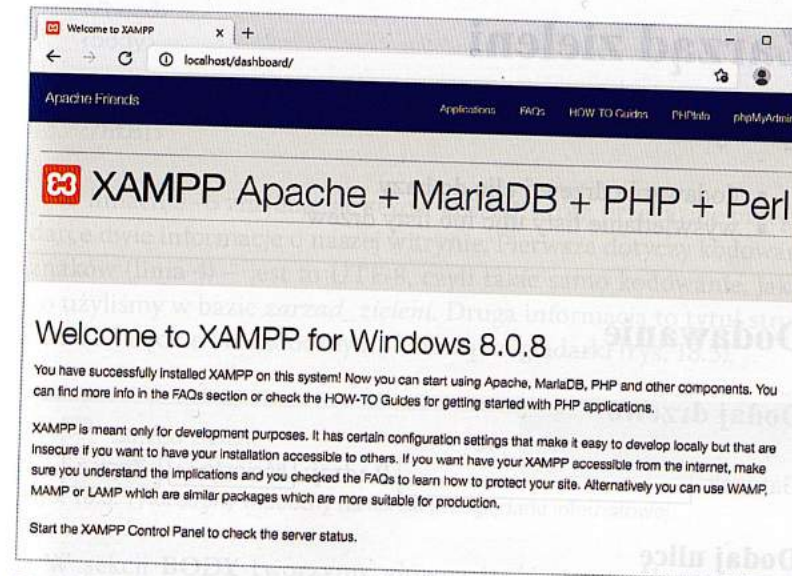 Welcome to XAMPP
localhost/dashboard/
Apache Friends
Applications FAQs HOW-TO Guides PHPInfo phpMyAdmin
XAMPP Apache + MariaDB + PHP + Perl
Welcome to XAMPP for Windows 8.0.8
You have successfully installed XAMPP on this system! Now you can start using Apache, MariaDB, PHP and other components. You
can find more info in the FAQs section or check the HOW-TO Guides for getting started with PHP applications.
XAMPP is meant only for development purposes. It has certain configuration settings that make it easy to develop locally but that are
insecure if you want to have your installation accessible to others. If you want have your XAMPP accessible from the internet, make
sure you understand the implications and you checked the FAQs to learn how to protect your site. Alternatively you can use WAMP,
MAMP or LAMP which are similar packages which are more suitable for production.
Start the XAMPP Control Panel to check the server status.